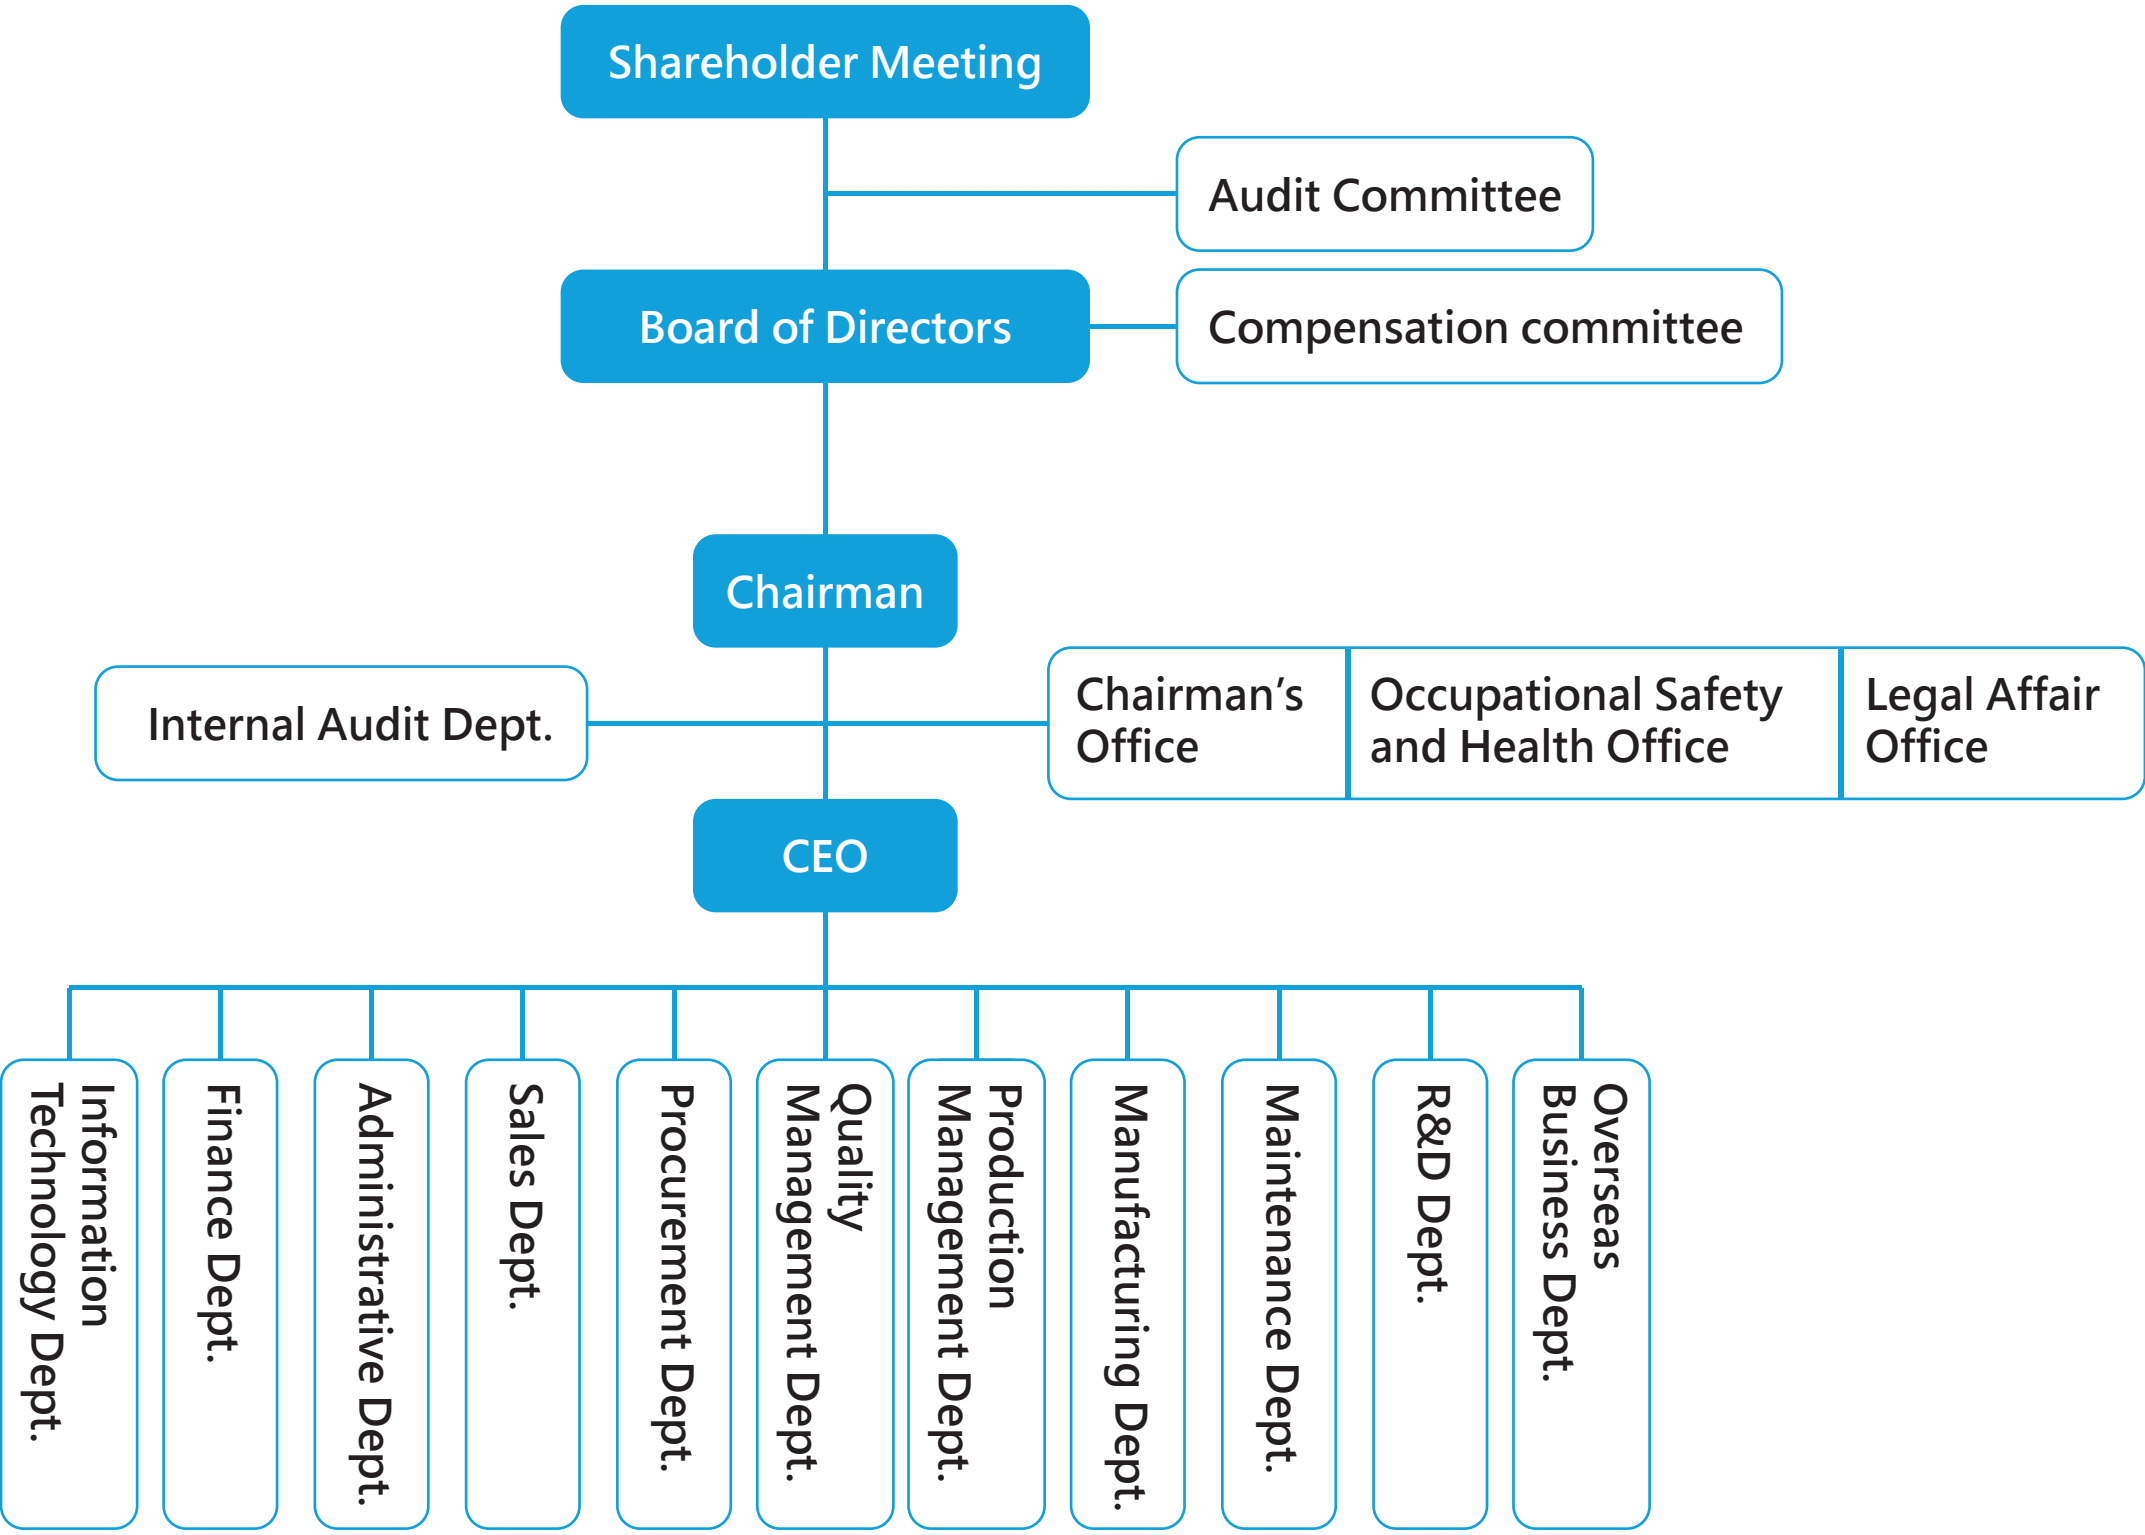 Shareholder Meeting
Audit Committee
Board of Directors
Compensation committee
Chairman
Internal Audit Dept.
Chairman’s
Office
Occupational Safety
and Health Office
Legal Affair
Office
CEO
Information
Technology Dept.
Finance Dept.
Administrative Dept.
Sales Dept.
Procurement Dept.
Quality
Management Dept.
Production
Management Dept.
Manufacturing Dept.
Maintenance Dept.
R&D Dept.
Overseas
Business Dept.